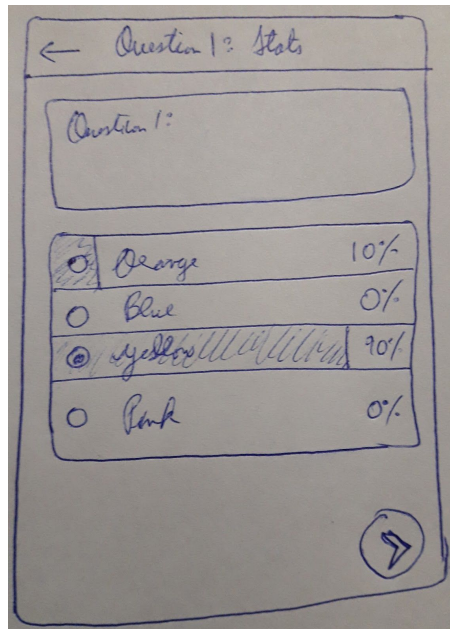 Question 1: Stats
Question 1:
Orange 10%
Blue 0%
Yellow 90%
Pink 0%